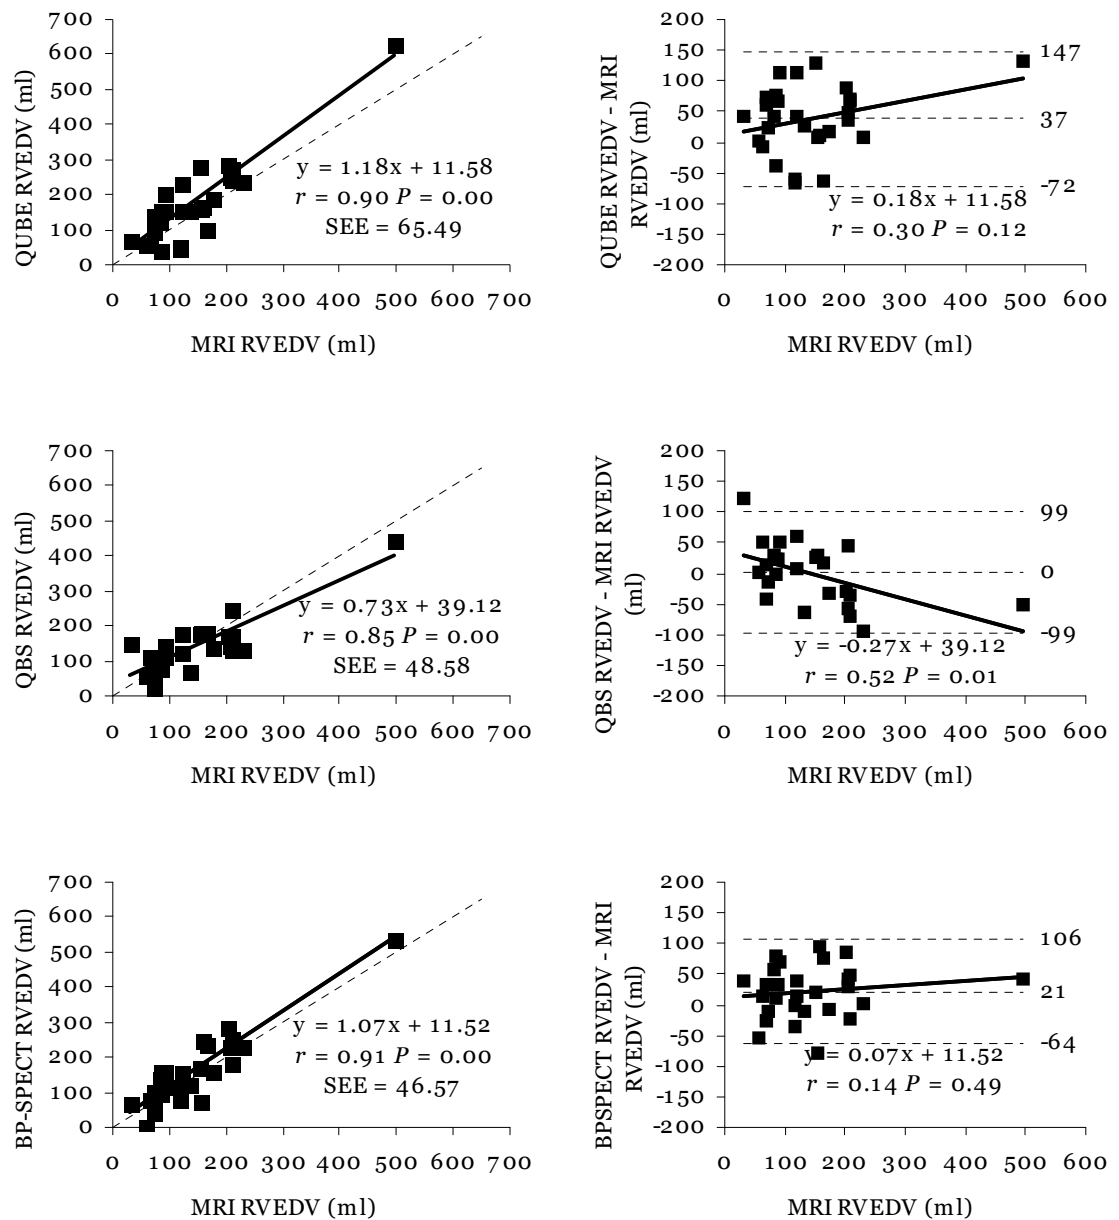 700
600
500
400
300
200
100
0
0 100 200 300 400 500 600 700
QUBE RVEDV (ml)
MRI RVEDV (ml)
y = 1.18x + 11.58
r = 0.90 P = 0.00
SEE = 65.49
200
150
100
50
0
-50
-100
-150
-200
0 100 200 300 400 500 600
QUBE RVEDV - MRI
RVEDV (ml)
MRI RVEDV (ml)
147
37
-72
y = 0.18x + 11.58
r = 0.30 P = 0.12
700
600
500
400
300
200
100
0
0 100 200 300 400 500 600 700
QBS RVEDV (ml)
MRI RVEDV (ml)
y = 0.73x + 39.12
r = 0.85 P = 0.00
SEE = 48.58
200
150
100
50
0
-50
-100
-150
-200
0 100 200 300 400 500 600
QBS RVEDV - MRI RVEDV
(ml)
MRI RVEDV (ml)
99
0
-99
y = -0.27x + 39.12
r = 0.52 P = 0.01
700
600
500
400
300
200
100
0
0 100 200 300 400 500 600 700
BP-SPECT RVEDV (ml)
MRI RVEDV (ml)
y = 1.07x + 11.52
r = 0.91 P = 0.00
SEE = 46.57
200
150
100
50
0
-50
-100
-150
-200
0 100 200 300 400 500 600
BPSPECT RVEDV - MRI
RVEDV (ml)
MRI RVEDV (ml)
106
21
-64
y = 0.07x + 11.52
r = 0.14 P = 0.49